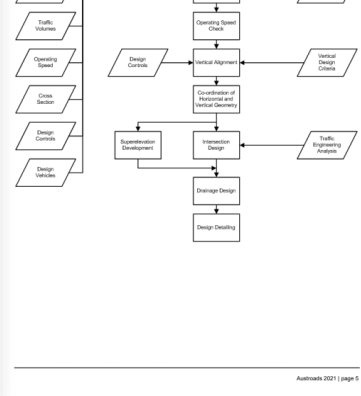 Traffic
Volumes
Operating Speed
Check
Operating
Speed
Design
Controls
Vertical Alignment
Vertical
Design
Criteria
Cross
Section
Co-ordination of
Horizontal and
Vertical Geometry
Design
Controls
Superelevation
Development
Intersection
Design
Traffic
Engineering
Analysis
Design
Vehicles
Drainage Design
Design Detailing
Austroads 2021 | page 5